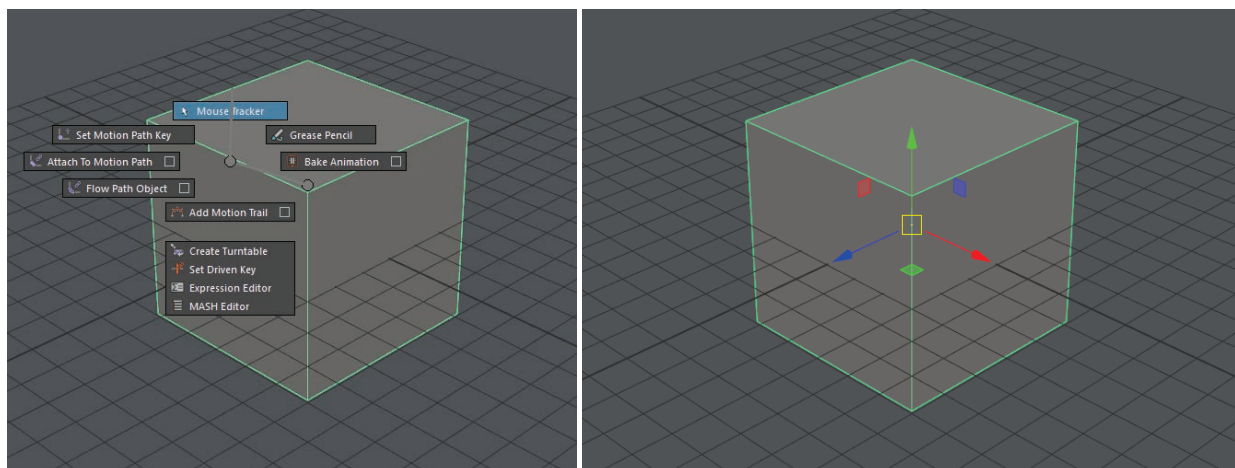 Mouse Tracker
Set Motion Path Key
Grease Pencil
Attach To Motion Path
Bake Animation
Flow Path Object
Add Motion Trail
Create Turntable
Set Driven Key
Expression Editor
MASH Editor